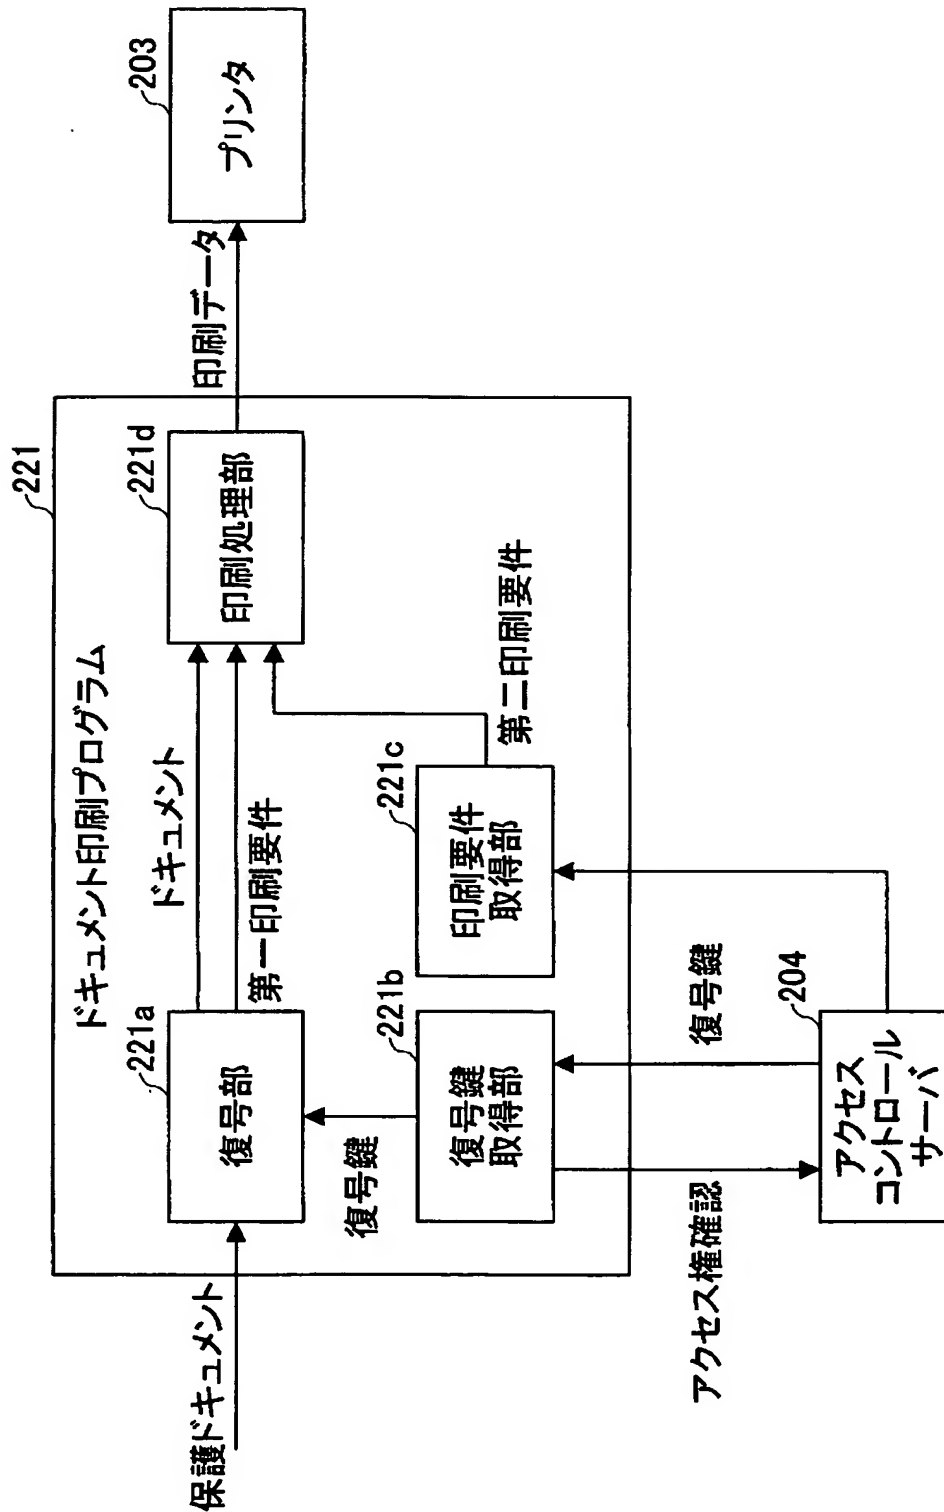 221
ドキュメント印刷プログラム
保護ドキュメント
221a
復号部
ドキュメント
第一印刷要件
221d
印刷処理部
印刷データ
203
プリンタ
復号鍵
221b
復号鍵
取得部
221c
印刷要件
取得部
第二印刷要件
アクセス権確認
復号鍵
204
アクセス
コントロール
サーバ